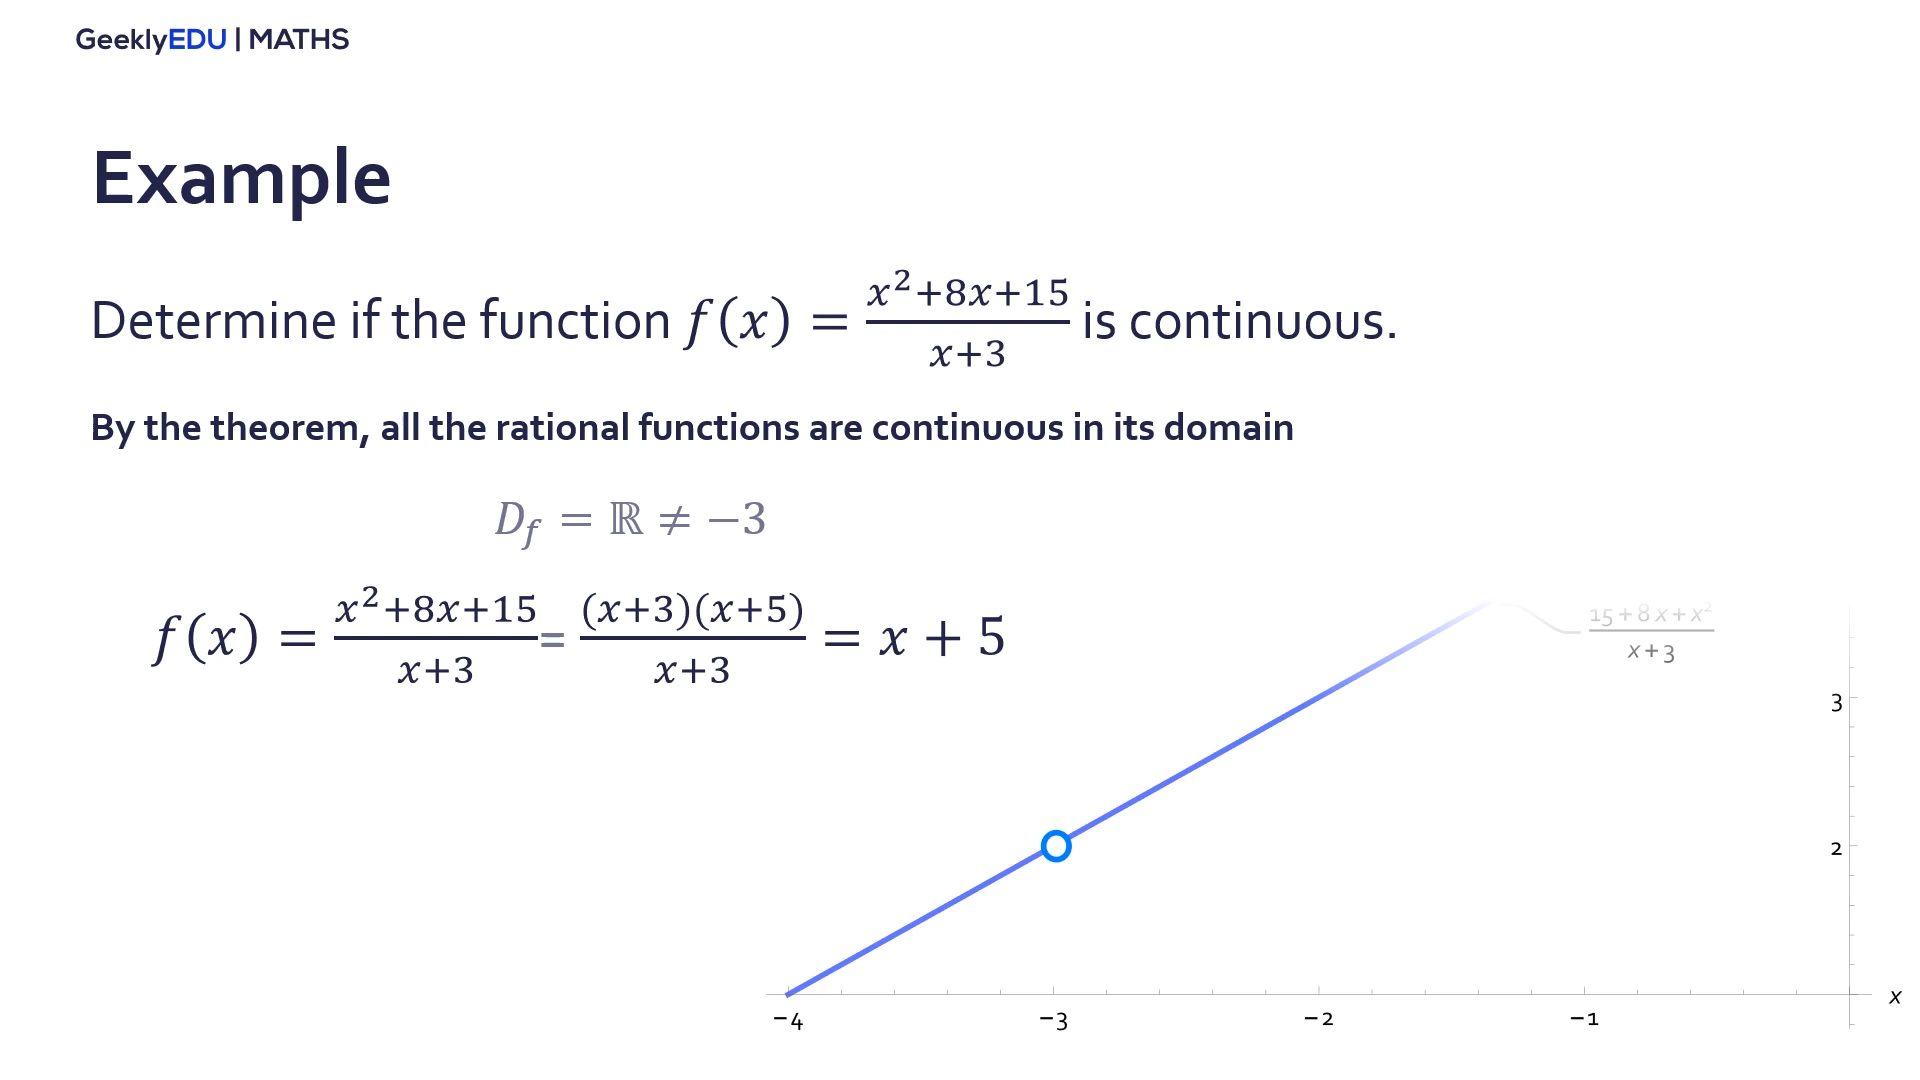 GeeklyEDU | MATHS
Example
Determine if the function f(x) = (x²+8x+15)/(x+3) is continuous.
By the theorem, all the rational functions are continuous in its domain
D_f = ℝ ≠ −3
f(x) = (x²+8x+15)/(x+3) = ((x+3)(x+5))/(x+3) = x + 5
(15+8x+x²)/(x+3)
3
2
x
−4 −3 −2 −1